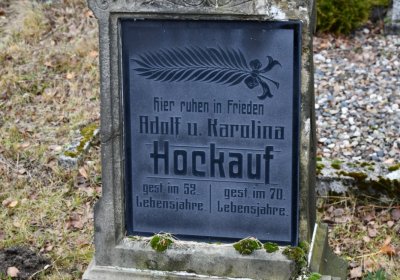 Hier ruhen in Frieden
Adolf u. Karolina
Hockauf
gest im 52. Lebensjahre.
gest im 70. Lebensjahre.